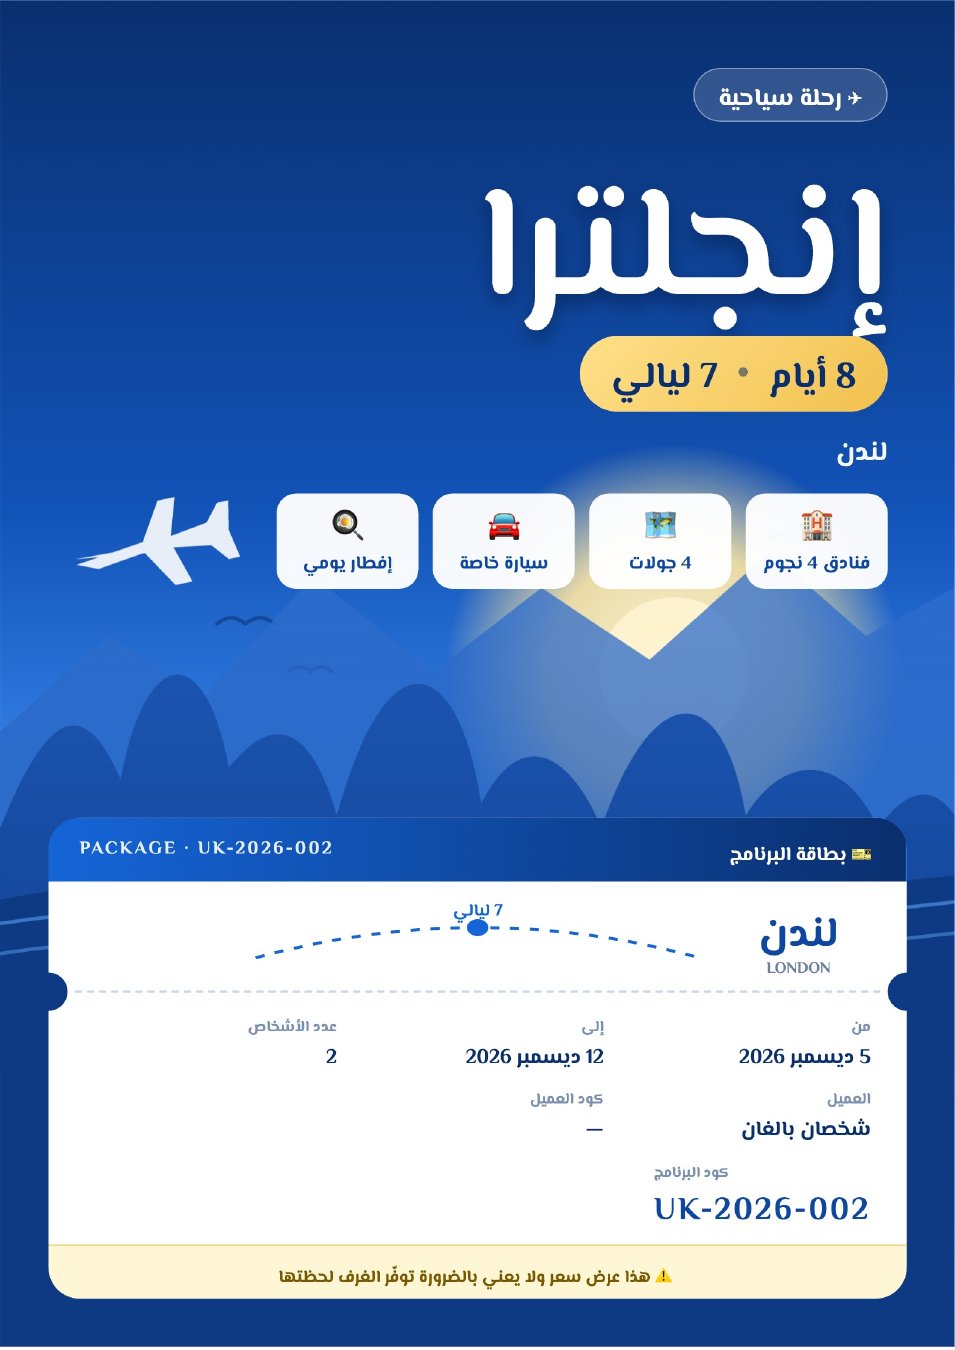 ✈ رحلة سياحية
إنجلترا
8 أيام • 7 ليالي
لندن
فنادق 4 نجوم
4 جولات
سيارة خاصة
إفطار يومي
🎫 بطاقة البرنامج
PACKAGE · UK-2026-002
لندن
LONDON
7 ليالي
من
5 ديسمبر 2026
إلى
12 ديسمبر 2026
عدد الأشخاص
2
العميل
شخصان بالغان
كود العميل
—
كود البرنامج
UK-2026-002
⚠️ هذا عرض سعر ولا يعني بالضرورة توفّر الغرف لحظتها